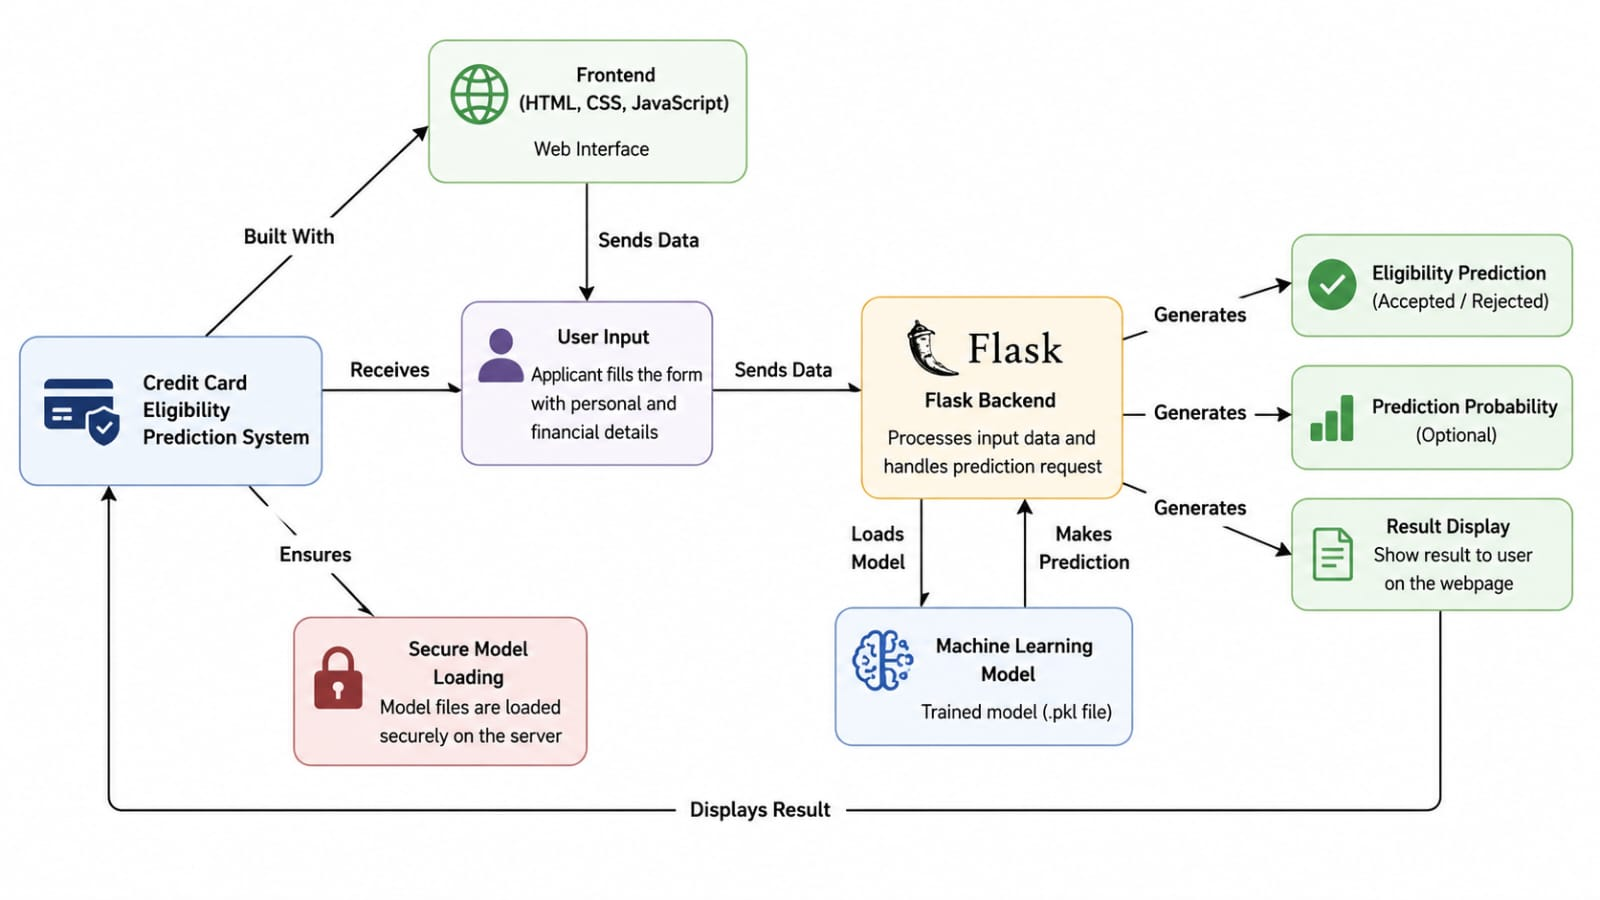 Frontend
(HTML, CSS, JavaScript)
Web Interface
Built With
Sends Data
Credit Card
Eligibility
Prediction System
Receives
User Input
Applicant fills the form
with personal and
financial details
Sends Data
Flask
Flask Backend
Processes input data and
handles prediction request
Generates
Eligibility Prediction
(Accepted / Rejected)
Generates
Prediction Probability
(Optional)
Generates
Result Display
Show result to user
on the webpage
Ensures
Secure Model
Loading
Model files are loaded
securely on the server
Loads
Model
Makes
Prediction
Machine Learning
Model
Trained model (.pkl file)
Displays Result